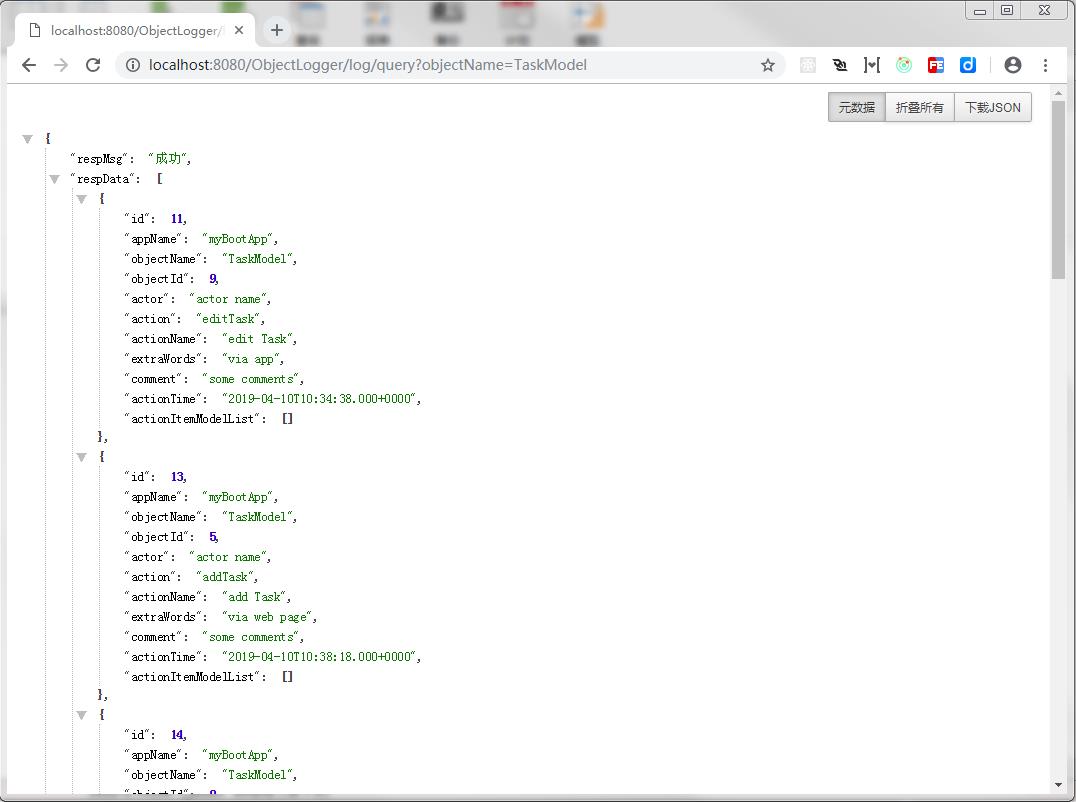 localhost:8080/ObjectLogger/
localhost:8080/ObjectLogger/log/query?objectName=TaskModel
元数据 折叠所有 下载JSON
{
"respMsg": "成功",
"respData": [
{
"id": 11,
"appName": "myBootApp",
"objectName": "TaskModel",
"objectId": 9,
"actor": "actor name",
"action": "editTask",
"actionName": "edit Task",
"extraWords": "via app",
"comment": "some comments",
"actionTime": "2019-04-10T10:34:38.000+0000",
"actionItemModelList": []
},
{
"id": 13,
"appName": "myBootApp",
"objectName": "TaskModel",
"objectId": 5,
"actor": "actor name",
"action": "addTask",
"actionName": "add Task",
"extraWords": "via web page",
"comment": "some comments",
"actionTime": "2019-04-10T10:38:18.000+0000",
"actionItemModelList": []
},
{
"id": 14,
"appName": "myBootApp",
"objectName": "TaskModel",
"objectId":